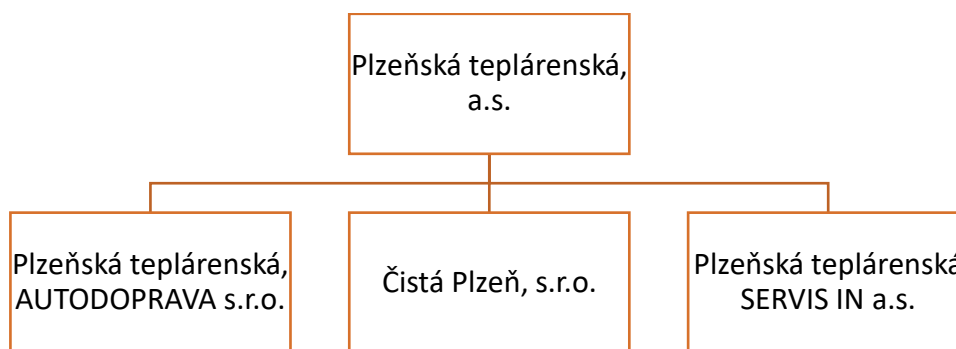 Plzeňská teplárenská,
a.s.
Plzeňská teplárenská,
AUTODOPRAVA s.r.o.
Čistá Plzeň, s.r.o.
Plzeňská teplárenská
SERVIS IN a.s.